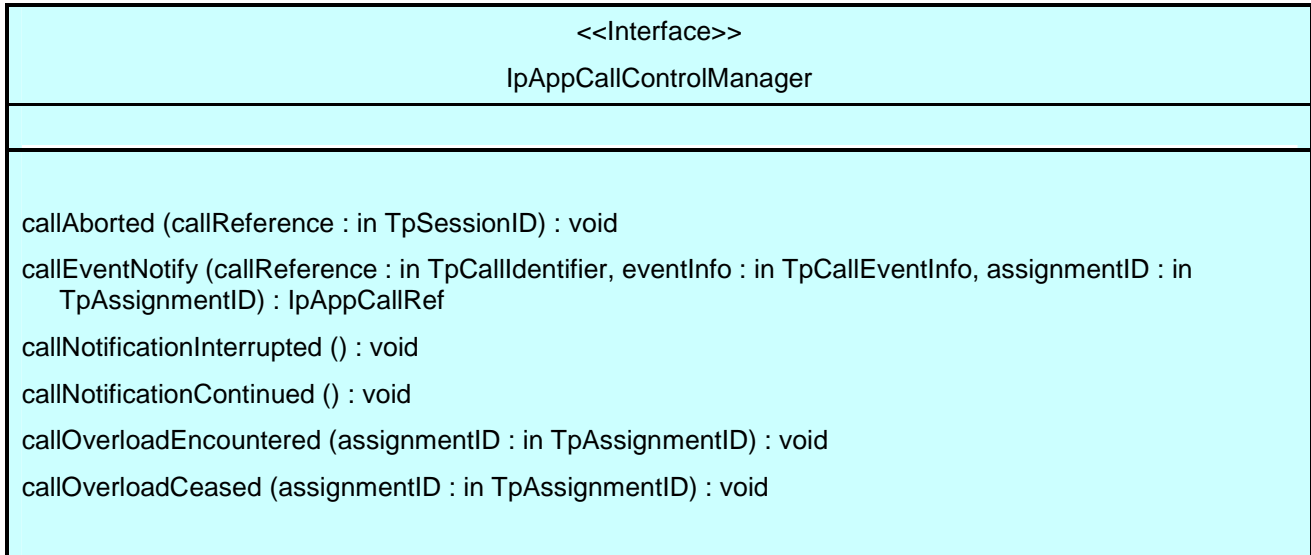 <<Interface>>
IpAppCallControlManager
callAborted (callReference : in TpSessionID) : void
callEventNotify (callReference : in TpCallIdentifier, eventInfo : in TpCallEventInfo, assignmentID : in
TpAssignmentID) : IpAppCallRef
callNotificationInterrupted () : void
callNotificationContinued () : void
callOverloadEncountered (assignmentID : in TpAssignmentID) : void
callOverloadCeased (assignmentID : in TpAssignmentID) : void